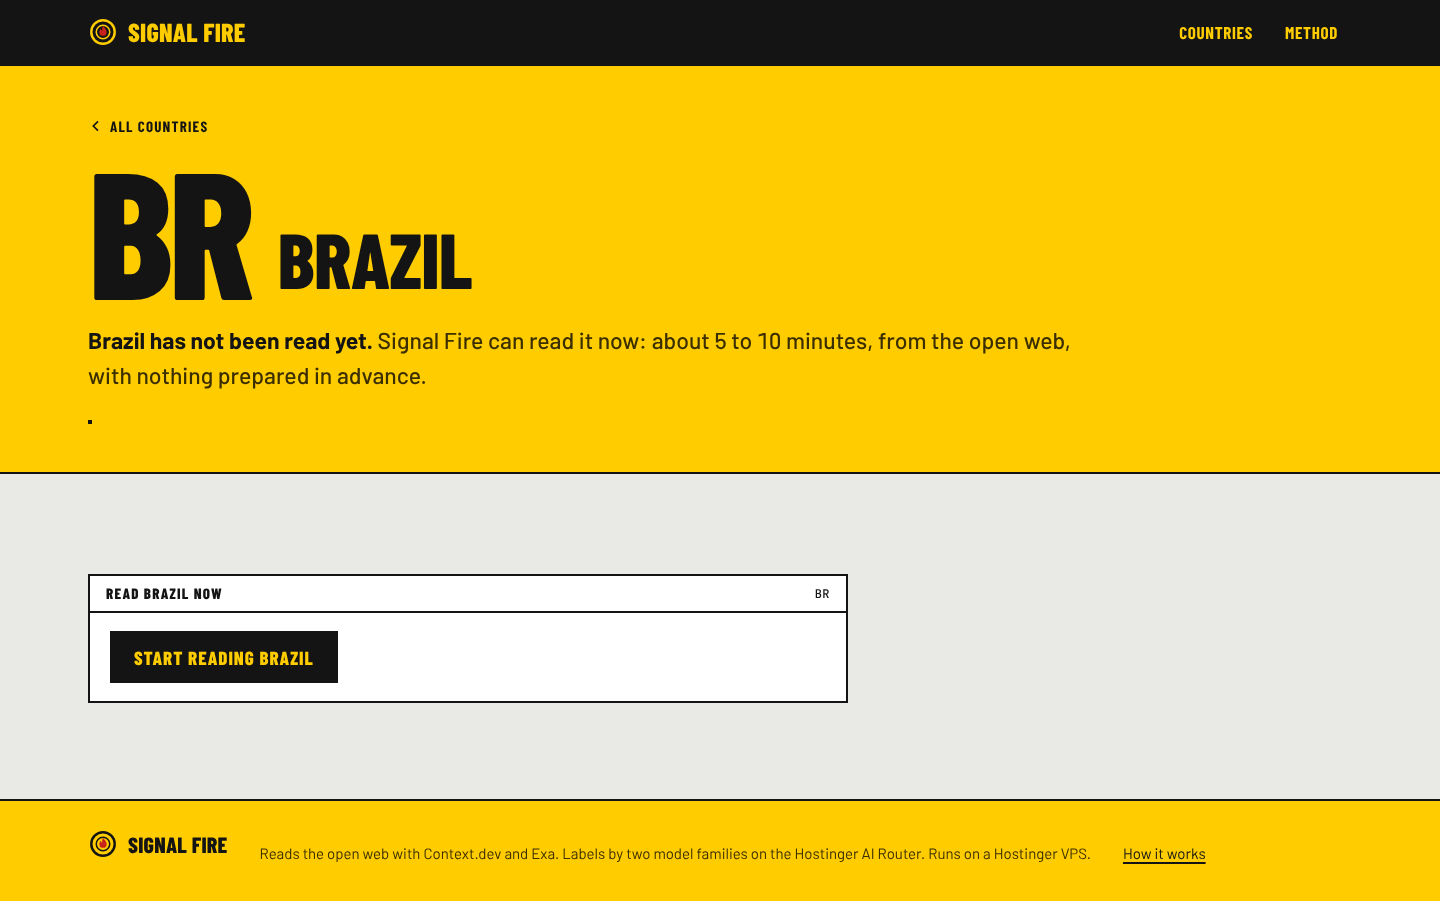 SIGNAL FIRE
COUNTRIES
METHOD
ALL COUNTRIES
BR BRAZIL
Brazil has not been read yet. Signal Fire can read it now: about 5 to 10 minutes, from the open web,
with nothing prepared in advance.
READ BRAZIL NOW
BR
START READING BRAZIL
SIGNAL FIRE
Reads the open web with Context.dev and Exa. Labels by two model families on the Hostinger AI Router. Runs on a Hostinger VPS.
How it works